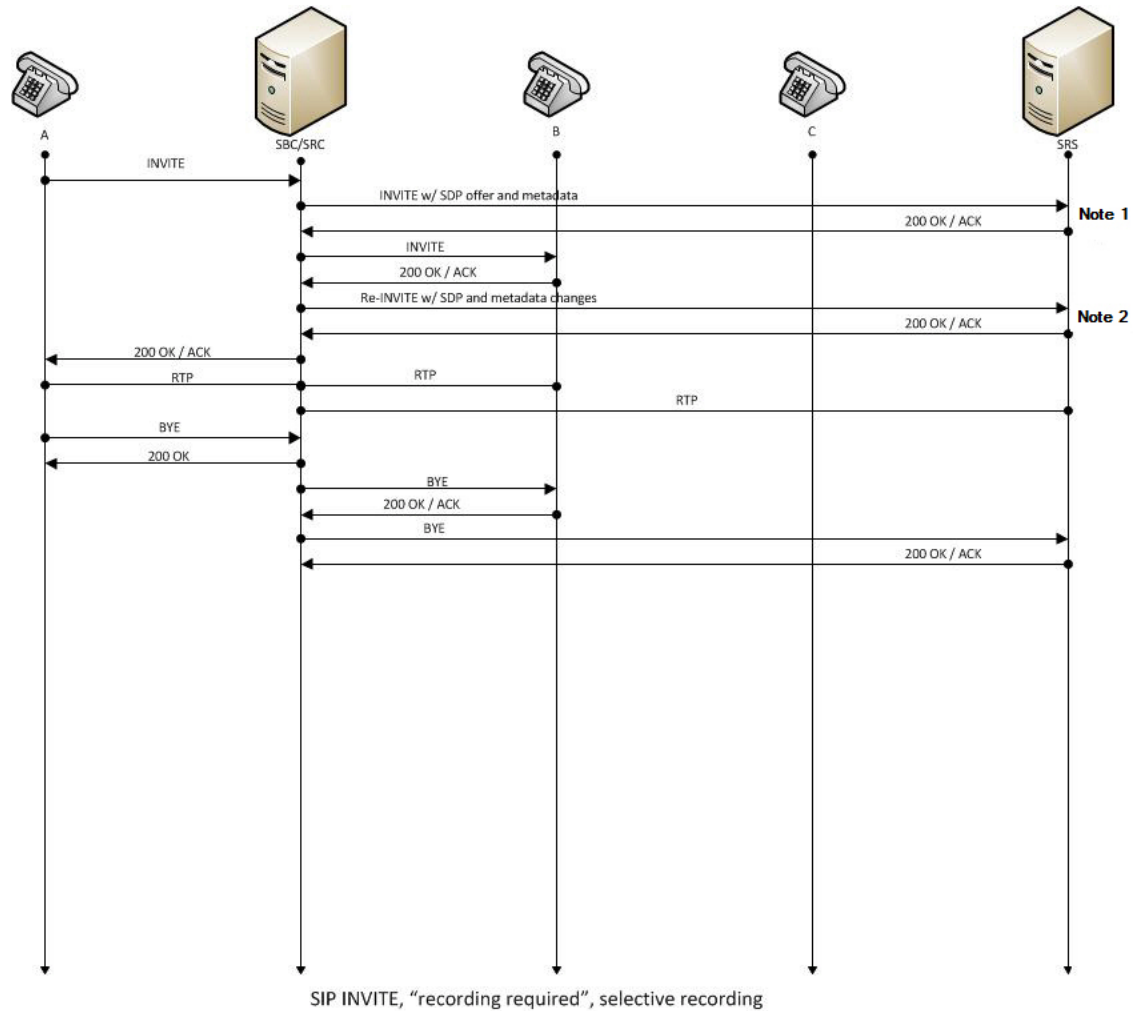 A
SBC/SRC
B
C
SRS
INVITE
INVITE w/ SDP offer and metadata
Note 1
200 OK / ACK
INVITE
200 OK / ACK
Re-INVITE w/ SDP and metadata changes
Note 2
200 OK / ACK
200 OK / ACK
RTP
RTP
RTP
BYE
200 OK
BYE
200 OK / ACK
BYE
200 OK / ACK
SIP INVITE, “recording required”, selective recording